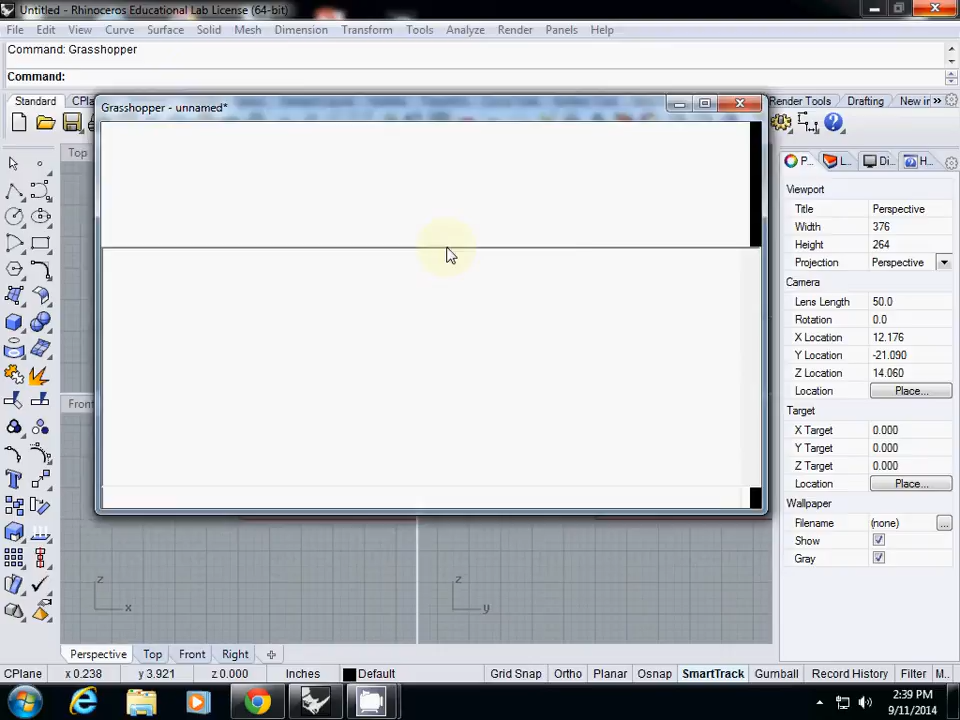 Untitled - Rhinoceros Educational Lab License (64-bit)
File Edit View Curve Surface Solid Mesh Dimension Transform Tools Analyze Render Panels Help
Command: Grasshopper
Command:
Standard CPla Render Tools Drafting New in »
Grasshopper - unnamed*
Top
P... L... Di... H...
Viewport
Title Perspective
Width 376
Height 264
Projection Perspective
Camera
Lens Length 50.0
Rotation 0.0
X Location 12.176
Y Location -21.090
Z Location 14.060
Location Place...
Front
Target
X Target 0.000
Y Target 0.000
Z Target 0.000
Location Place...
Wallpaper
Filename (none) ...
Show
Gray
z x
z y
Perspective Top Front Right
CPlane x 0.238 y 3.921 z 0.000 Inches Default Grid Snap Ortho Planar Osnap SmartTrack Gumball Record History Filter M...
2:39 PM
9/11/2014